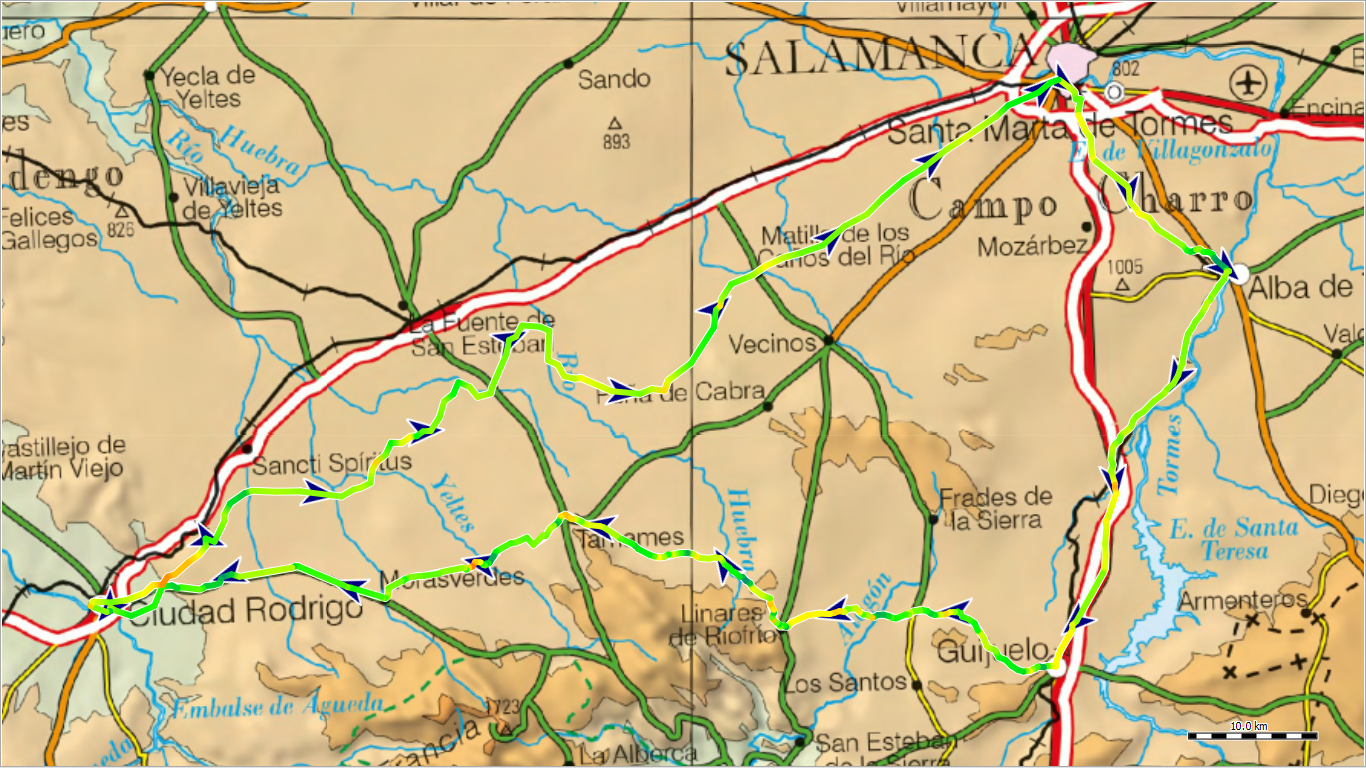 Villamayor
SALAMANCA
802
Yecla de
Yeltes
Sando
893
Encina
Santa Marta de Tormes
E. de Villagonzalo
Río Huebra
Villavieja
de Yeltes
Felices
Gallegos
826
Campo Charro
Matilla de los
Caños del Río
Mozárbez
1005
Alba de
La Fuente de
San Esteban
Río
Vecinos
Peña de Cabra
Martín Viejo
Sancti Spíritus
Yeltes
Huebra
Tormes
Frades de
la Sierra
E. de Santa
Teresa
Tamames
Morasverdes
Ciudad Rodrigo
Linares
de Riofrío
Alagón
Armenteros
Guijuelo
Los Santos
Embalse de Agueda
1723
La Alberca
San Esteban
de la Sierra
10.0 km